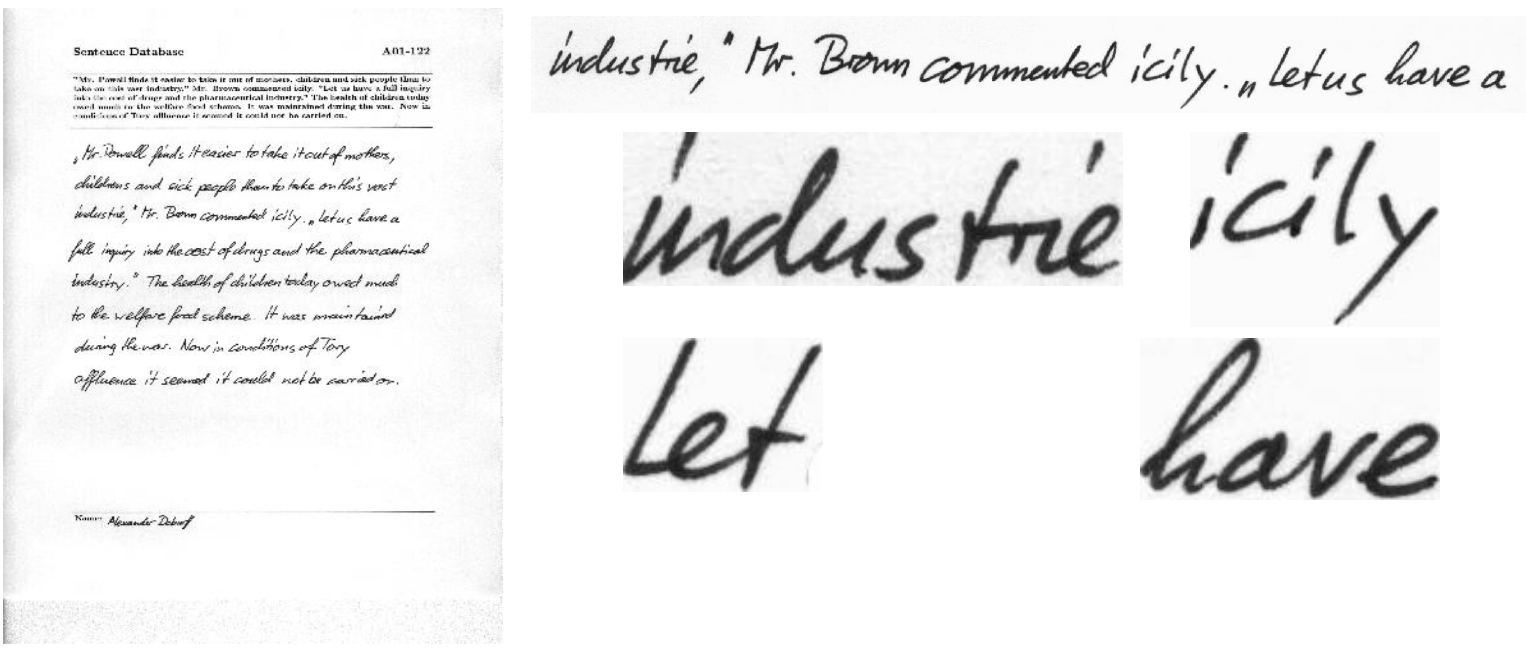 Sentence Database A01-122
"Mr. Powell finds it easier to take it out of mothers, children and sick people than to
take on this vast industry," Mr. Brown commented icily. "Let us have a full inquiry
into the cost of drugs and the pharmaceutical industry." The health of children today
owed much to the welfare food scheme. It was maintained during the war. Now in
conditions of Tory affluence it seemed it could not be carried on.
„Mr. Powell finds it easier to take it out of mothers,
childrens and sick people than to take on this vast
industrie," Mr. Brown commented icily. „Let us have a
full inquiry into the cost of drugs and the pharmaceutical
industry." The health of children today owed much
to the welfare food scheme. It was maintained
during the war. Now in conditions of Tory
affluence it seemed it could not be carried on.
Name: Alexander
industrie," Mr. Brown commented icily. „Let us have a
industrie icily
Let have